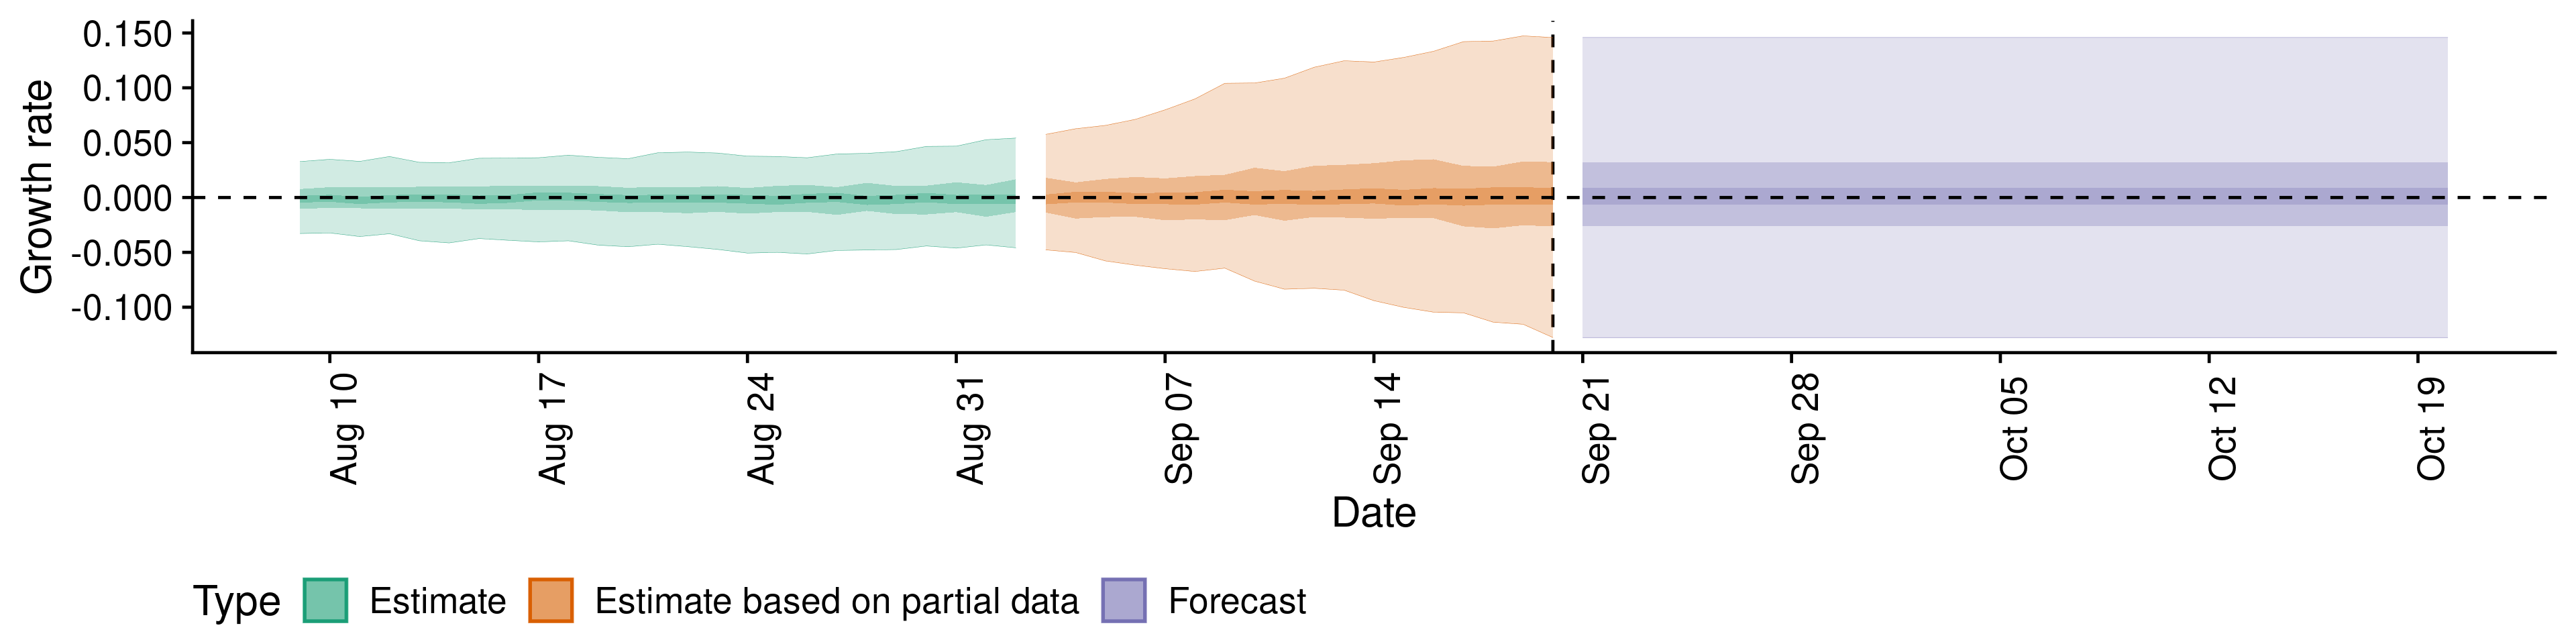 Growth rate
0.150
0.100
0.050
0.000
-0.050
-0.100
Aug 10
Aug 17
Aug 24
Aug 31
Sep 07
Sep 14
Sep 21
Sep 28
Oct 05
Oct 12
Oct 19
Date
Type Estimate Estimate based on partial data Forecast